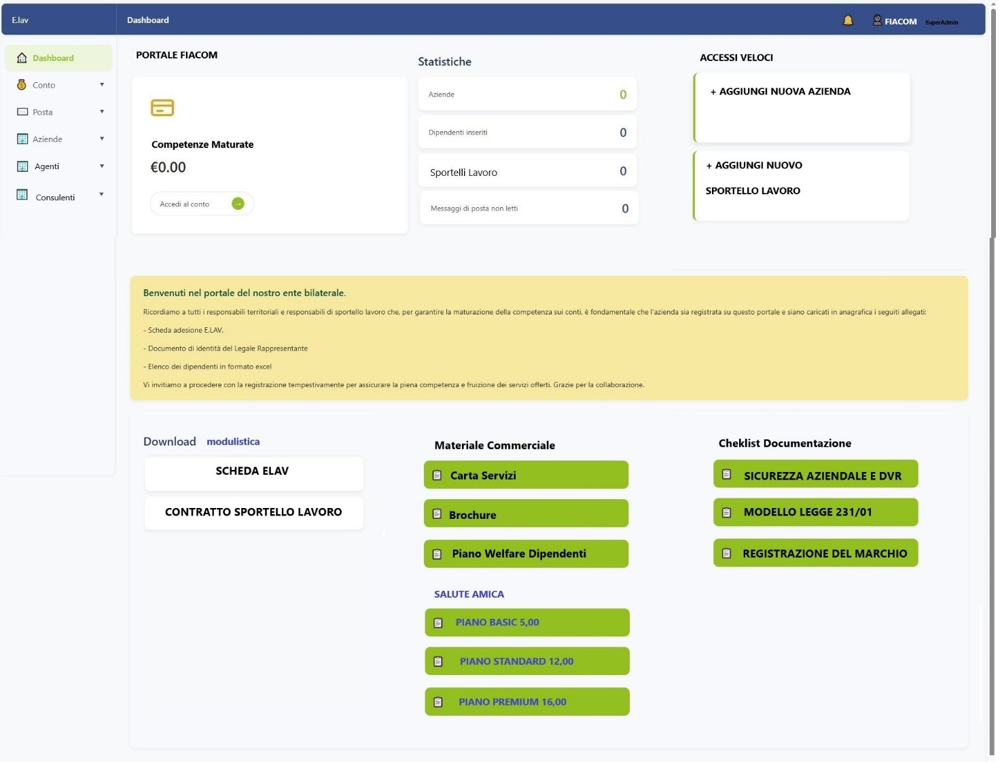 E.lav
Dashboard
FIACOM
SuperAdmin
Dashboard
Conto
Posta
Aziende
Agenti
Consulenti
PORTALE FIACOM
Competenze Maturate
€0.00
Accedi al conto
Statistiche
Aziende 0
Dipendenti inseriti 0
Sportelli Lavoro 0
Messaggi di posta non letti 0
ACCESSI VELOCI
+ AGGIUNGI NUOVA AZIENDA
+ AGGIUNGI NUOVO
SPORTELLO LAVORO
Benvenuti nel portale del nostro ente bilaterale.
Ricordiamo a tutti i responsabili territoriali e responsabili di sportello lavoro che, per garantire la maturazione della competenza sui conti, è fondamentale che l'azienda sia registrata su questo portale e siano caricati in anagrafica i seguiti allegati:
- Scheda adesione E.LAV.
- Documento di identità del Legale Rappresentante
- Elenco dei dipendenti in formato excel
Vi invitiamo a procedere con la registrazione tempestivamente per assicurare la piena competenza e fruizione dei servizi offerti. Grazie per la collaborazione.
Download modulistica
SCHEDA ELAV
CONTRATTO SPORTELLO LAVORO
Materiale Commerciale
Carta Servizi
Brochure
Piano Welfare Dipendenti
SALUTE AMICA
PIANO BASIC 5,00
PIANO STANDARD 12,00
PIANO PREMIUM 16,00
Cheklist Documentazione
SICUREZZA AZIENDALE E DVR
MODELLO LEGGE 231/01
REGISTRAZIONE DEL MARCHIO